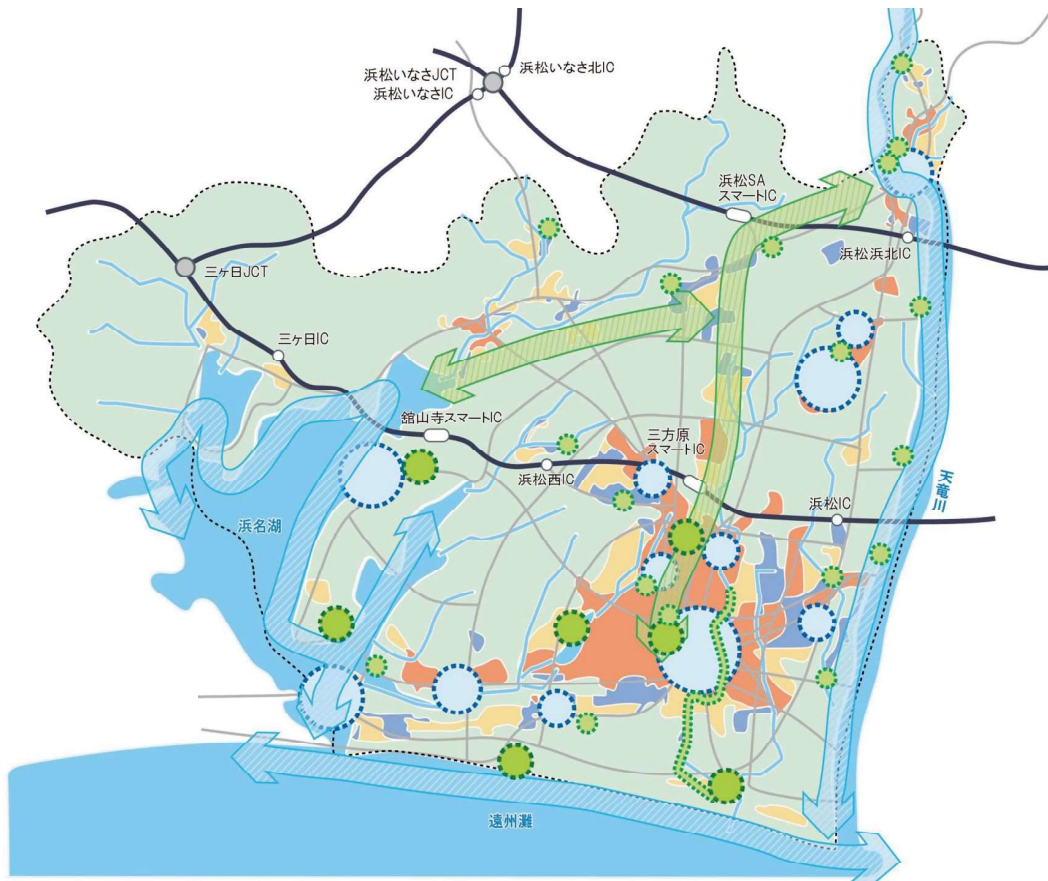 浜松いなさ北IC
浜松いなさJCT
浜松いなさIC
浜松SA
スマートIC
浜松浜北IC
三ヶ日JCT
三ヶ日IC
舘山寺スマートIC
三方原
スマートIC
浜松西IC
浜松IC
天竜川
浜名湖
遠州灘